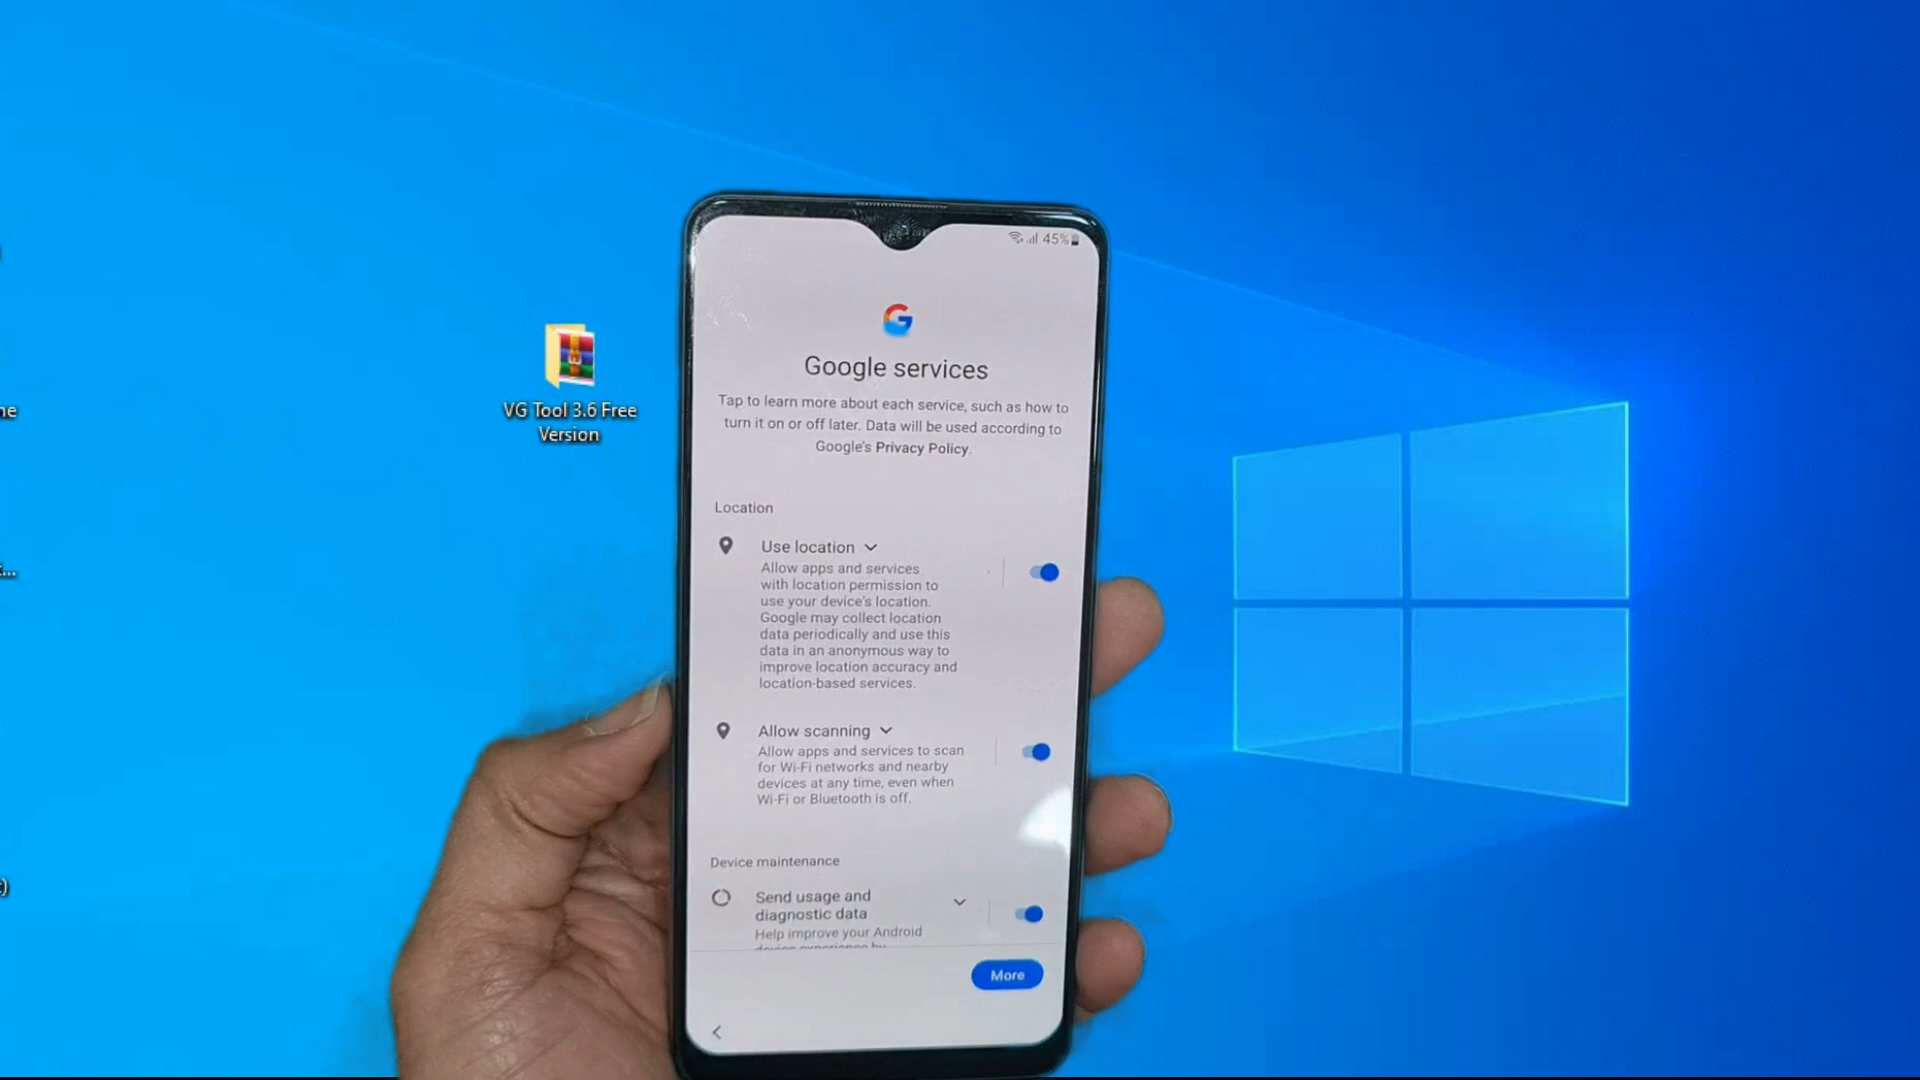 45%
Google services
Tap to learn more about each service, such as how to
turn it on or off later. Data will be used according to
Google's Privacy Policy.
Location
Use location
Allow apps and services
with location permission to
use your device's location.
Google may collect location
data periodically and use this
data in an anonymous way to
improve location accuracy and
location-based services.
Allow scanning
Allow apps and services to scan
for Wi-Fi networks and nearby
devices at any time, even when
Wi-Fi or Bluetooth is off.
Device maintenance
Send usage and
diagnostic data
Help improve your Android
device experience by
More
VG Tool 3.6 Free
Version